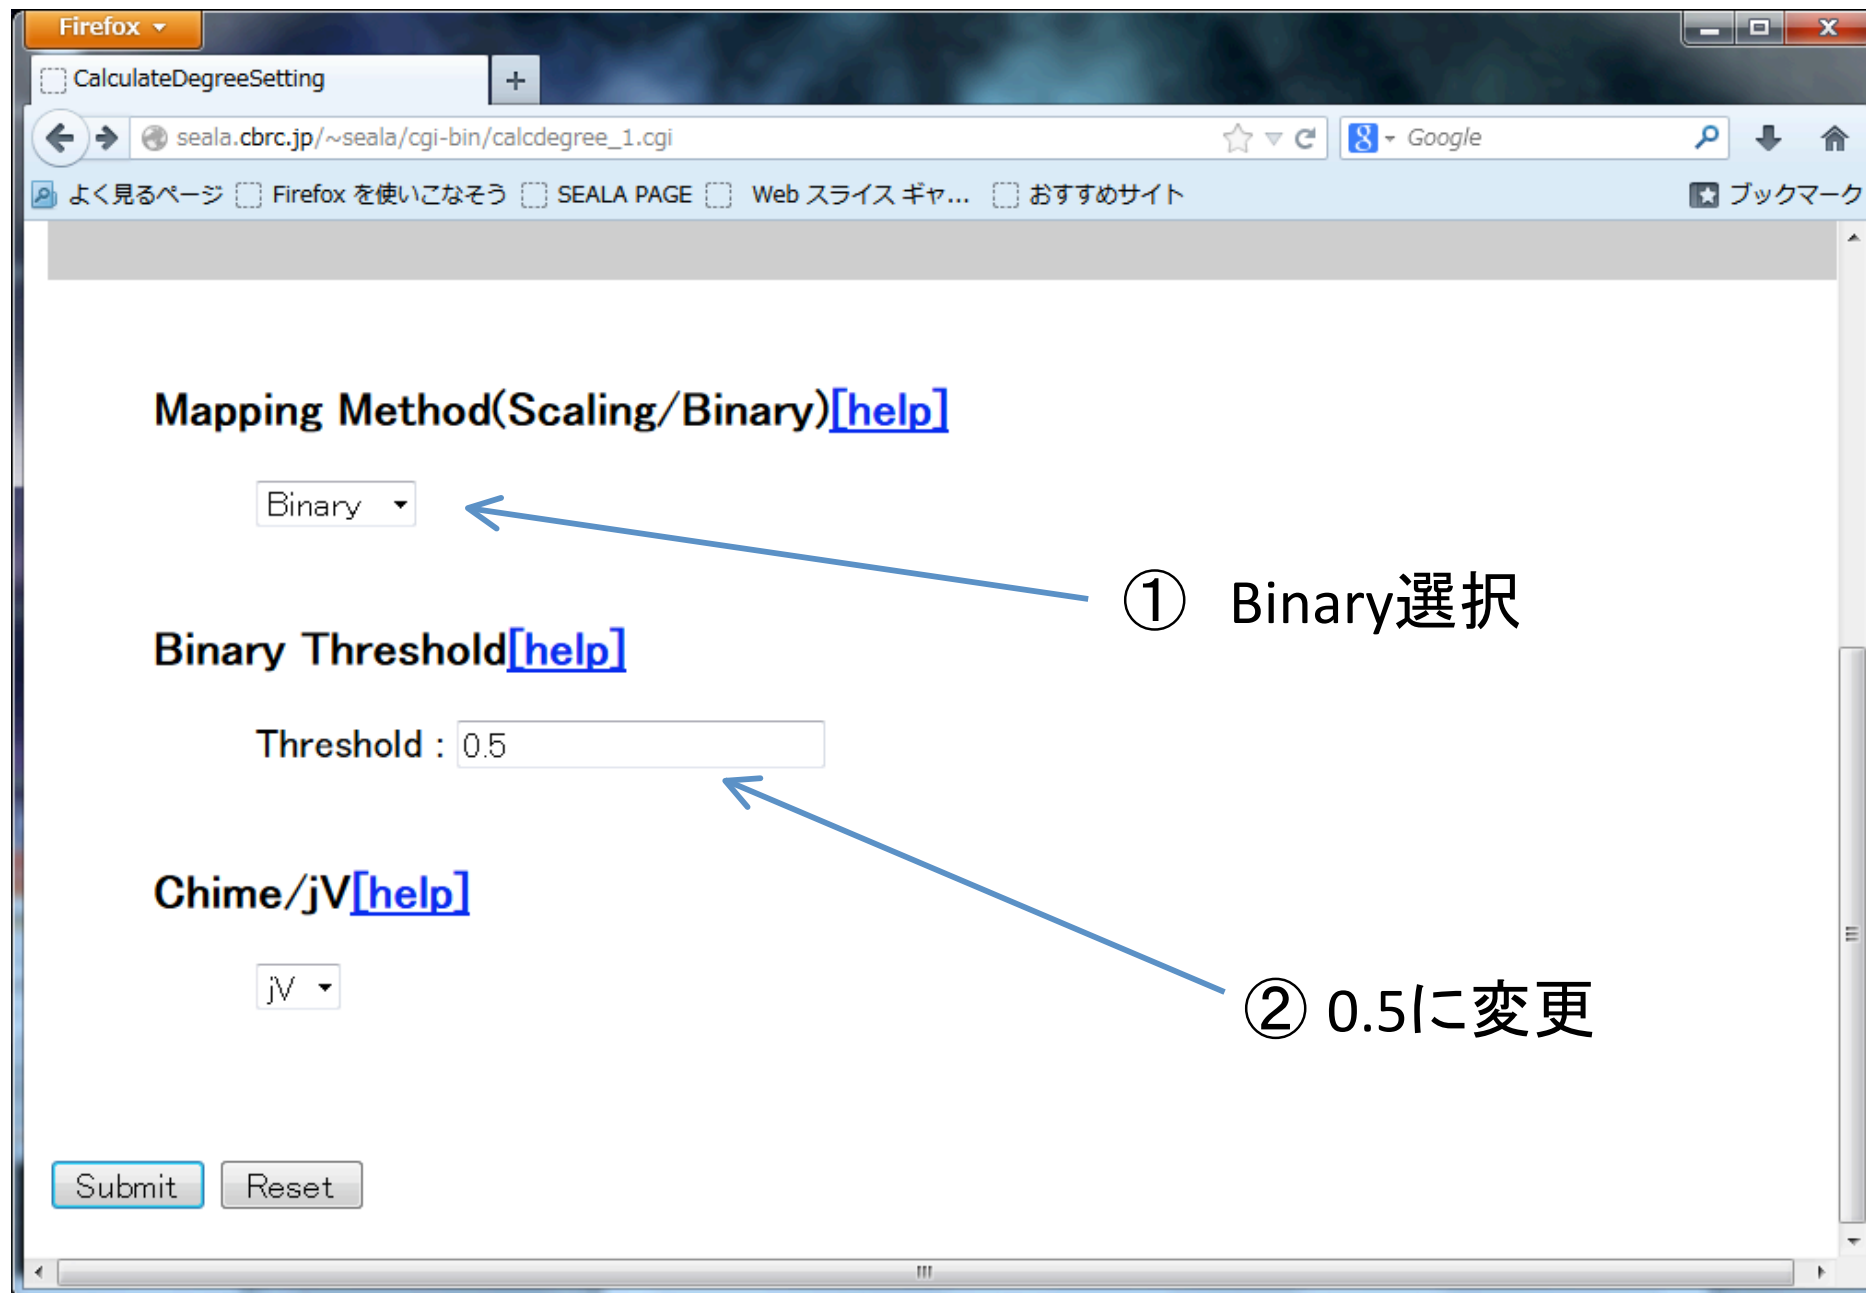 Firefox
CalculateDegreeSetting
seala.cbrc.jp/~seala/cgi-bin/calcdegree_1.cgi
Google
よく見るページ Firefox を使いこなそう SEALA PAGE Web スライス ギャ... おすすめサイト ブックマーク
Mapping Method(Scaling/Binary)[help]
Binary
① Binary選択
Binary Threshold[help]
Threshold : 0.5
Chime/jV[help]
jV
② 0.5に変更
Submit Reset